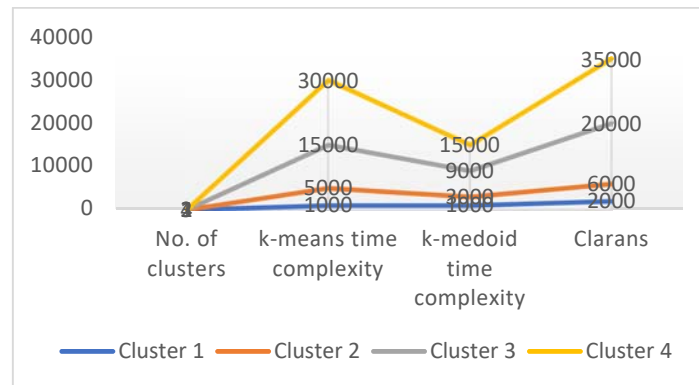 40000
35000
30000
30000
20000
20000
15000
15000
10000
9000
5000
6000
3000
0
1000
1000
2000
No. of
clusters
k-means time
complexity
k-medoid
time
complexity
Clarans
Cluster 1
Cluster 2
Cluster 3
Cluster 4